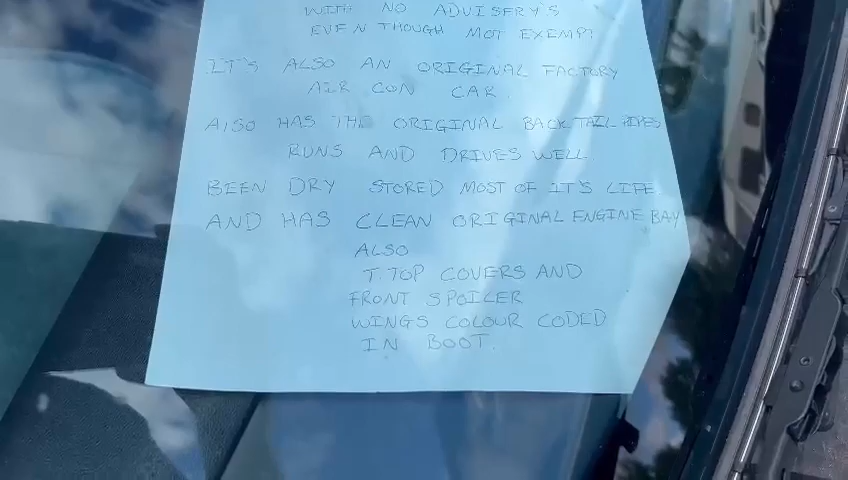 WITH NO ADVISERY'S
EVEN THOUGH MOT EXEMPT
IT'S ALSO AN ORIGINAL FACTORY
AIR CON CAR
ALSO HAS THE ORIGINAL BACK TAIL PIPES
RUNS AND DRIVES WELL
BEEN DRY STORED MOST OF IT'S LIFE
AND HAS CLEAN ORIGINAL ENGINE BAY
ALSO
T.TOP COVERS AND
FRONT SPOILER
WINGS COLOUR CODED
IN BOOT.